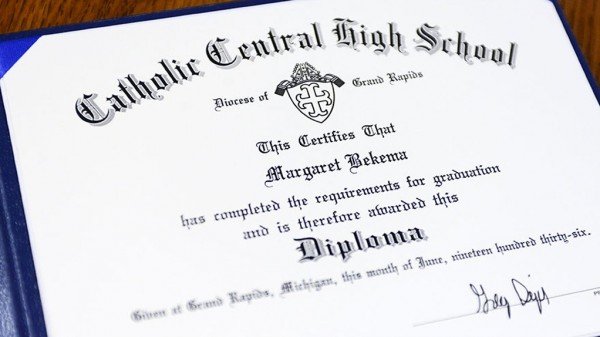 Catholic Central High School
Diocese of Grand Rapids
This Certifies That
Margaret Bekema
has completed the requirements for graduation
and is therefore awarded this
Diploma
Given at Grand Rapids, Michigan, this month of June, nineteen hundred thirty-six.